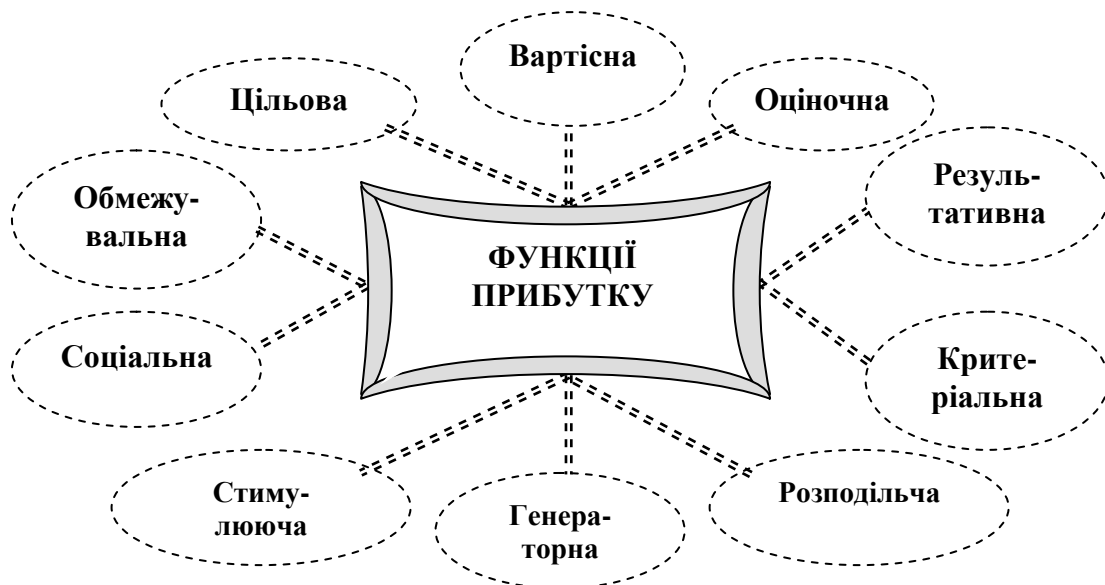 Вартісна
Цільова
Оціночна
Обмежу-
вальна
Резуль-
тативна
ФУНКЦІЇ
ПРИБУТКУ
Соціальна
Крите-
ріальна
Стиму-
лююча
Генера-
торна
Розподільча